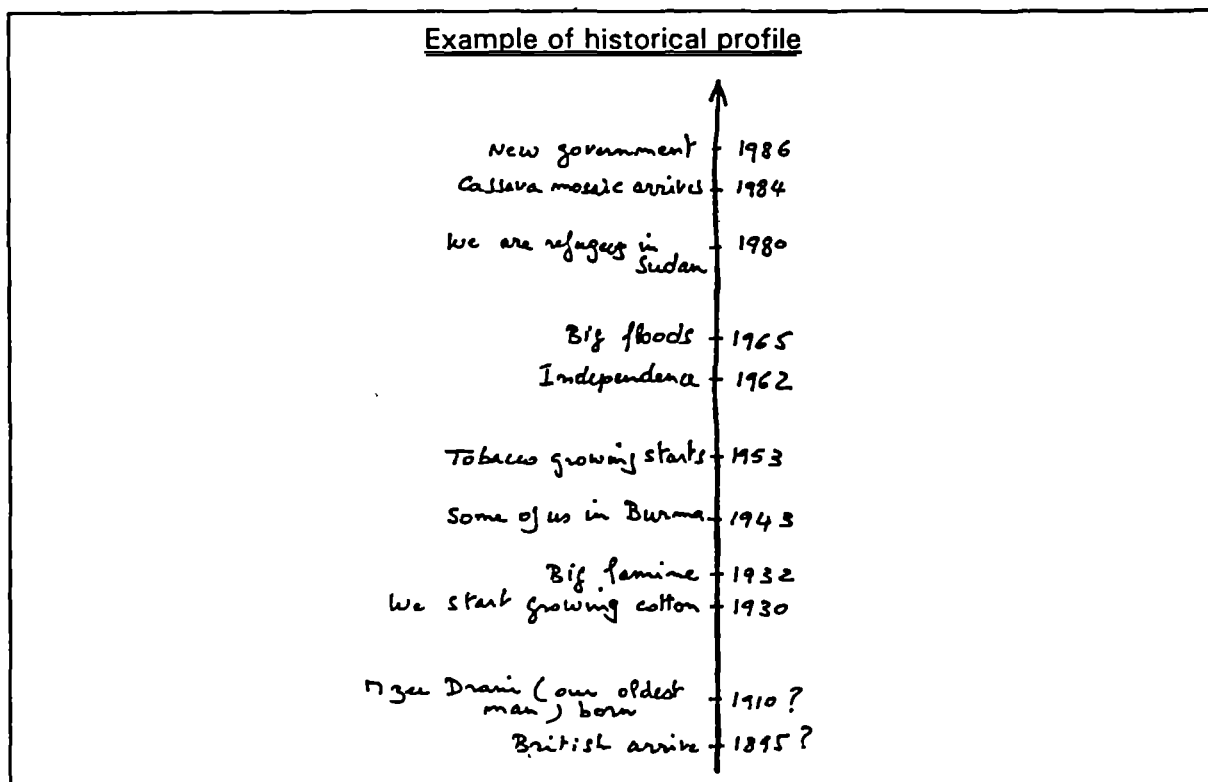 Example of historical profile
New government 1986
Cassava mosaic arrives 1984
We are refugees in 1980
Sudan
Big floods 1965
Independence 1962
Tobacco growing starts 1953
Some of us in Burma 1943
Big famine 1932
We start growing cotton 1930
Mzee Drani (our oldest 1910 ?
man) born
British arrive 1895 ?